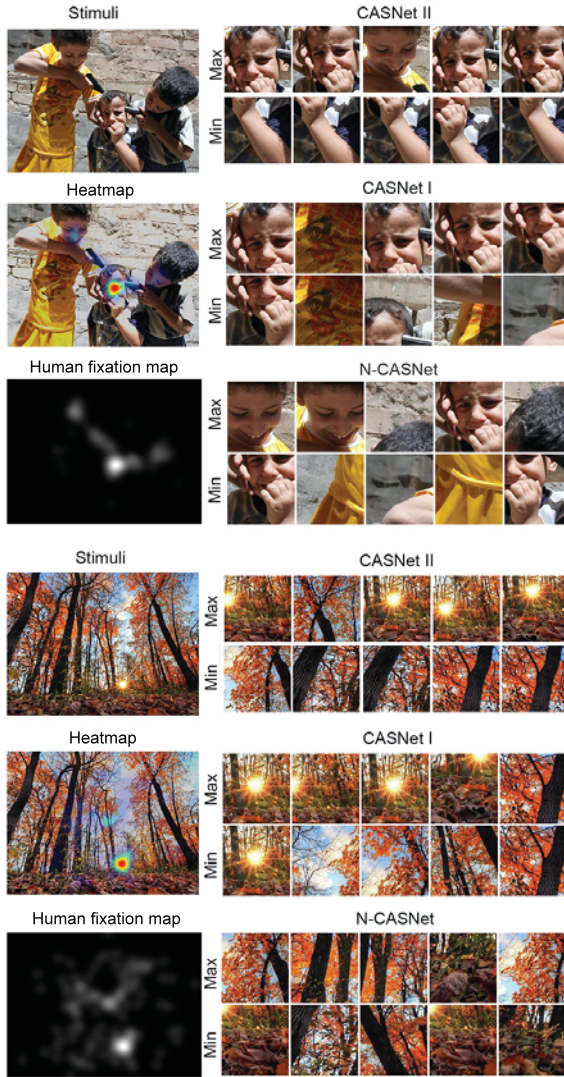 Stimuli
CASNet II
Max
Min
Heatmap
CASNet I
Max
Min
Human fixation map
N-CASNet
Max
Min
Stimuli
CASNet II
Max
Min
Heatmap
CASNet I
Max
Min
Human fixation map
N-CASNet
Max
Min